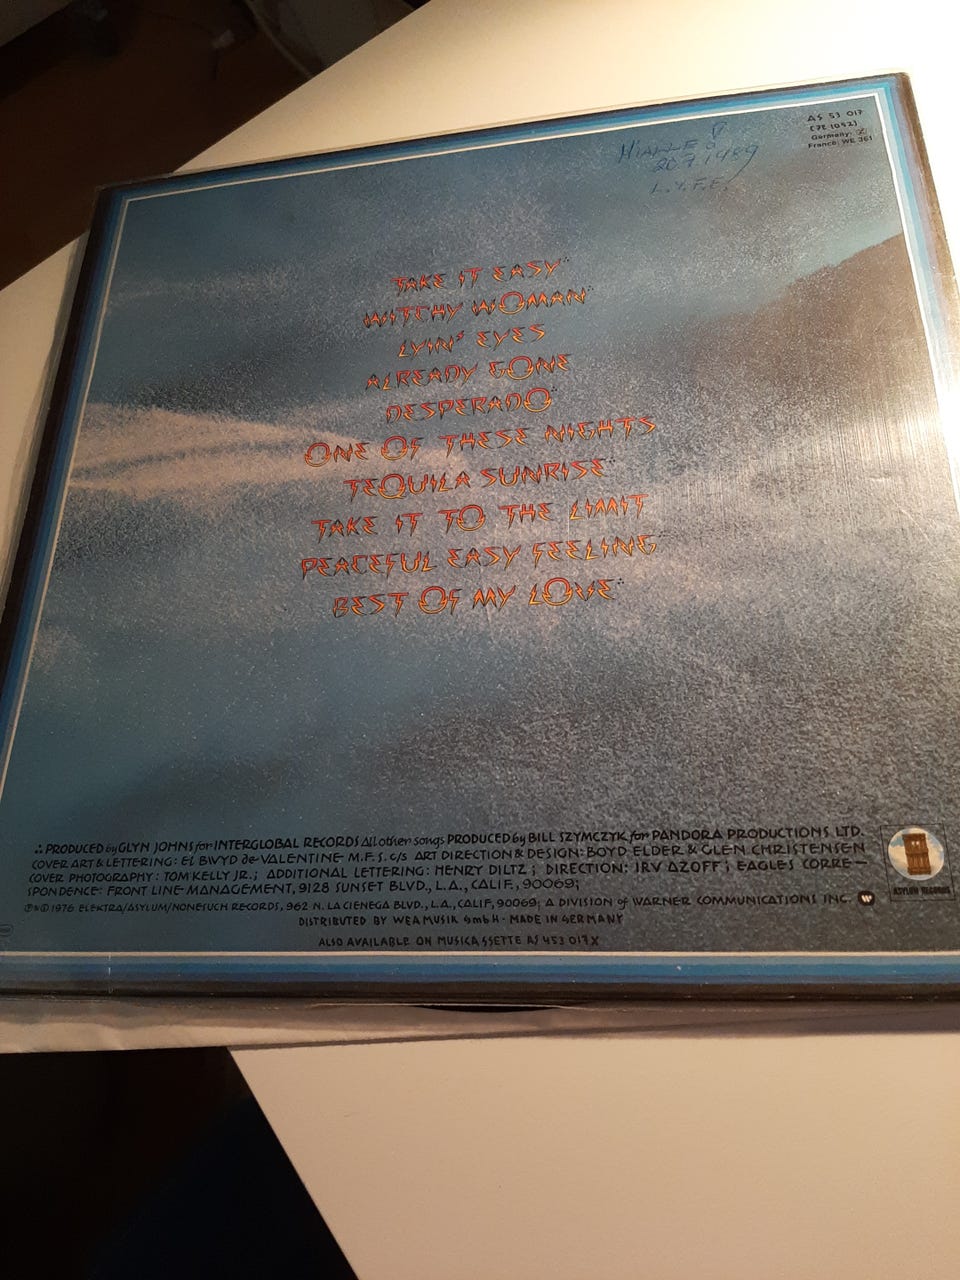 AS 53 017
(7E 1052)
Germany:
France: WE 361
20.7.1989
L.Y.F.E.
TAKE IT EASY∴
WITCHY WOMAN∴
LYIN' EYES
ALREADY GONE
DESPERADO∴
ONE OF THESE NIGHTS
TEQUILA SUNRISE∴
TAKE IT TO THE LIMIT
PEACEFUL EASY FEELING∴
BEST OF MY LOVE∴
∴ PRODUCED by GLYN JOHNS for INTERGLOBAL RECORDS All other songs PRODUCED by BILL SZYMCZYK for PANDORA PRODUCTIONS LTD.
COVER ART & LETTERING: EL BWYD de VALENTINE M.F.S. c/s ART DIRECTION & DESIGN: BOYD ELDER & GLEN CHRISTENSEN
COVER PHOTOGRAPHY: TOM KELLY JR.; ADDITIONAL LETTERING: HENRY DILTZ; DIRECTION: IRV AZOFF; EAGLES CORRE-
SPONDENCE: FRONT LINE MANAGEMENT, 9128 SUNSET BLVD., L.A., CALIF, 90069;
℗&© 1976 ELEKTRA/ASYLUM/NONESUCH RECORDS, 962 N. LA CIENEGA BLVD., L.A., CALIF, 90069; A DIVISION of WARNER COMMUNICATIONS INC.
ASYLUM RECORDS
DISTRIBUTED BY WEA MUSIK GmbH - MADE IN GERMANY
ALSO AVAILABLE ON MUSICASSETTE AS 453 017 X